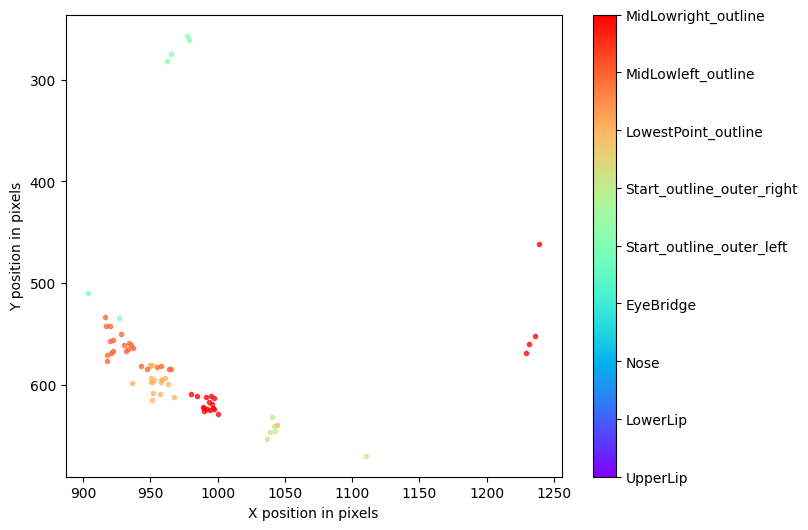 MidLowright_outline
MidLowleft_outline
LowestPoint_outline
Start_outline_outer_right
Start_outline_outer_left
EyeBridge
Nose
LowerLip
UpperLip
300
400
500
600
Y position in pixels
900
950
1000
1050
1100
1150
1200
1250
X position in pixels